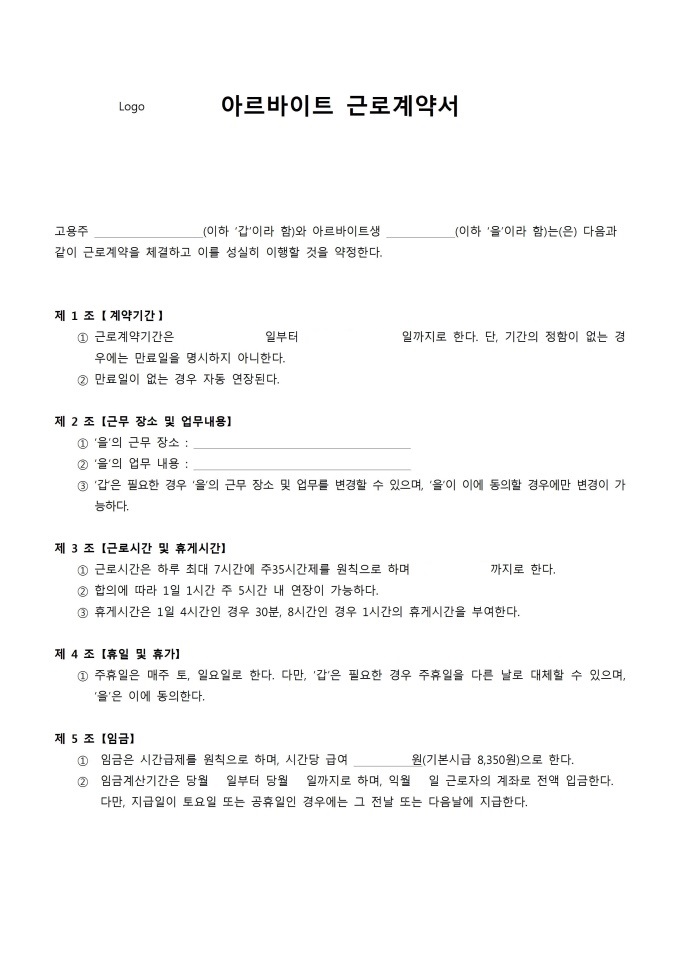 Logo
아르바이트 근로계약서
고용주 __________________(이하 '갑'이라 함)와 아르바이트생 ___________(이하 '을'이라 함)는(은) 다음과
같이 근로계약을 체결하고 이를 성실히 이행할 것을 약정한다.
제 1 조【계약기간】
① 근로계약기간은 일부터 일까지로 한다. 단, 기간의 정함이 없는 경
우에는 만료일을 명시하지 아니한다.
② 만료일이 없는 경우 자동 연장된다.
제 2 조【근무 장소 및 업무내용】
① '을'의 근무 장소 : ___________________________________
② '을'의 업무 내용 : ___________________________________
③ '갑'은 필요한 경우 '을'의 근무 장소 및 업무를 변경할 수 있으며, '을'이 이에 동의할 경우에만 변경이 가
능하다.
제 3 조【근로시간 및 휴게시간】
① 근로시간은 하루 최대 7시간에 주35시간제를 원칙으로 하며 까지로 한다.
② 합의에 따라 1일 1시간 주 5시간 내 연장이 가능하다.
③ 휴게시간은 1일 4시간인 경우 30분, 8시간인 경우 1시간의 휴게시간을 부여한다.
제 4 조【휴일 및 휴가】
① 주휴일은 매주 토, 일요일로 한다. 다만, '갑'은 필요한 경우 주휴일을 다른 날로 대체할 수 있으며,
'을'은 이에 동의한다.
제 5 조【임금】
① 임금은 시간급제를 원칙으로 하며, 시간당 급여 __________원(기본시급 8,350원)으로 한다.
② 임금계산기간은 당월 일부터 당월 일까지로 하며, 익월 일 근로자의 계좌로 전액 입금한다.
다만, 지급일이 토요일 또는 공휴일인 경우에는 그 전날 또는 다음날에 지급한다.